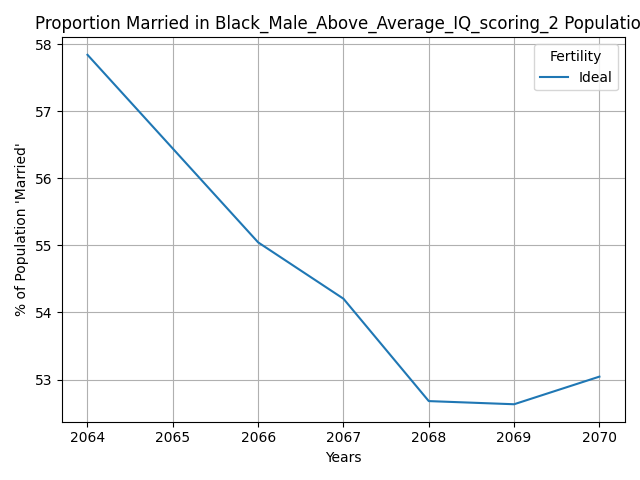 Proportion Married in Black_Male_Above_Average_IQ_scoring_2 Populatio
58
57
56
55
54
53
% of Population 'Married'
Fertility
Ideal
2064 2065 2066 2067 2068 2069 2070
Years